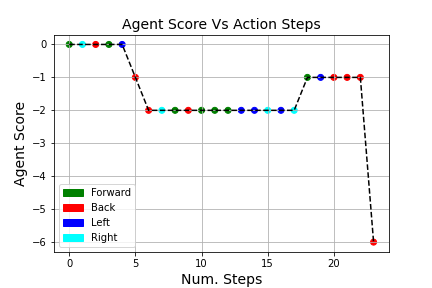 Agent Score Vs Action Steps
0
−1
−2
−3
−4
−5
−6
Agent Score
Forward
Back
Left
Right
0
5
10
15
20
Num. Steps